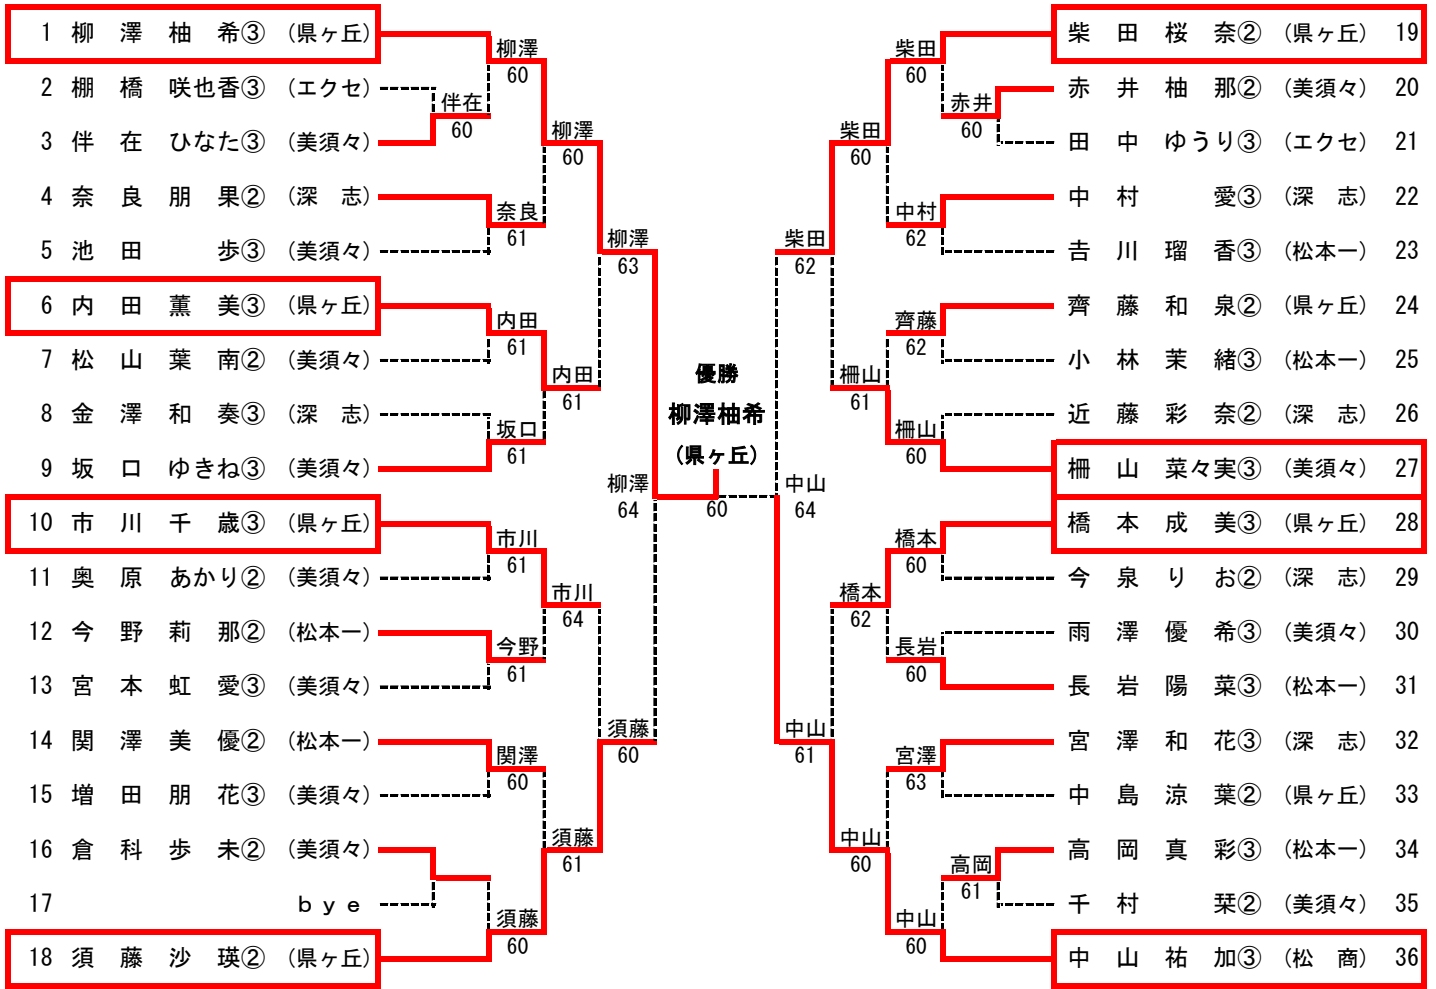 1 柳 澤 柚 希③ (県ヶ丘)
2 棚 橋 咲也香③ (エクセ)
3 伴 在 ひなた③ (美須々)
4 奈 良 朋 果② (深 志)
5 池 田 歩③ (美須々)
6 内 田 薫 美③ (県ヶ丘)
7 松 山 葉 南② (美須々)
8 金 澤 和 奏③ (深 志)
9 坂 口 ゆきね③ (美須々)
10 市 川 千 歳③ (県ヶ丘)
11 奥 原 あかり② (美須々)
12 今 野 莉 那② (松本一)
13 宮 本 虹 愛③ (美須々)
14 関 澤 美 優② (松本一)
15 増 田 朋 花③ (美須々)
16 倉 科 歩 未② (美須々)
17 ｂｙｅ
18 須 藤 沙 瑛② (県ヶ丘)
伴在
60
柳澤
60
奈良
61
内田
61
坂口
61
市川
61
今野
61
関澤
60
須藤
60
柳澤
60
内田
61
市川
64
須藤
61
柳澤
63
須藤
60
柳澤
64
優勝
柳澤柚希
(県ヶ丘)
60
中山
64
柴田
62
中山
61
柴田
60
柵山
61
橋本
62
中山
60
柴田
60
中村
62
齊藤
62
柵山
60
橋本
60
長岩
60
宮澤
63
中山
60
赤井
60
高岡
61
柴 田 桜 奈② (県ヶ丘) 19
赤 井 柚 那② (美須々) 20
田 中 ゆうり③ (エクセ) 21
中 村 愛③ (深 志) 22
吉 川 瑠 香③ (松本一) 23
齊 藤 和 泉② (県ヶ丘) 24
小 林 茉 緒③ (松本一) 25
近 藤 彩 奈② (深 志) 26
柵 山 菜々実③ (美須々) 27
橋 本 成 美③ (県ヶ丘) 28
今 泉 り お② (深 志) 29
雨 澤 優 希③ (美須々) 30
長 岩 陽 菜③ (松本一) 31
宮 澤 和 花③ (深 志) 32
中 島 涼 葉② (県ヶ丘) 33
高 岡 真 彩③ (松本一) 34
千 村 栞② (美須々) 35
中 山 祐 加③ (松 商) 36